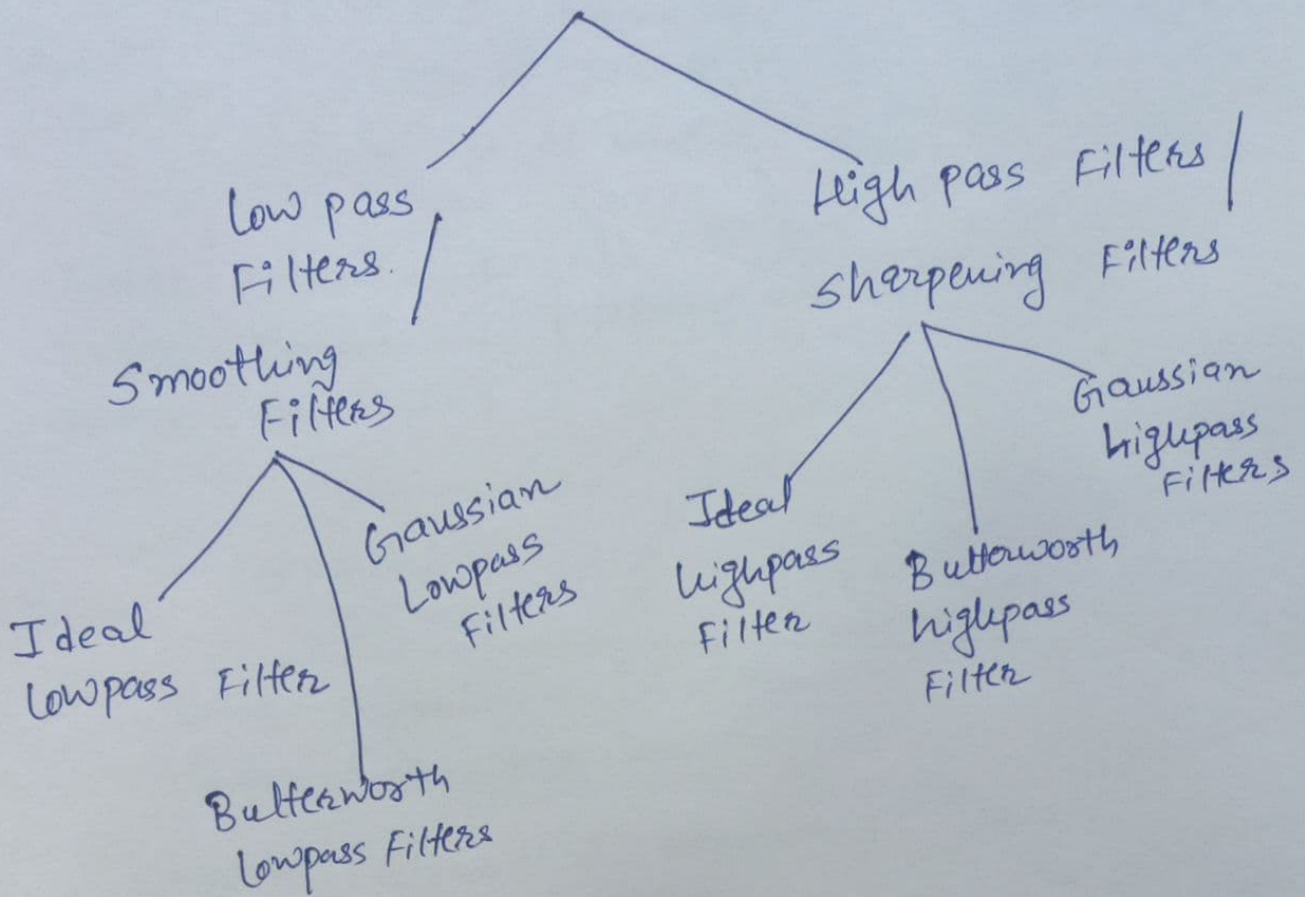 Low pass
Filters /
Smoothing
Filters
Ideal
Lowpass Filter
Butterworth
Lowpass Filters
Gaussian
Lowpass
Filters
High pass Filters /
Sharpening Filters
Ideal
highpass
Filter
Butterworth
highpass
Filter
Gaussian
highpass
Filters